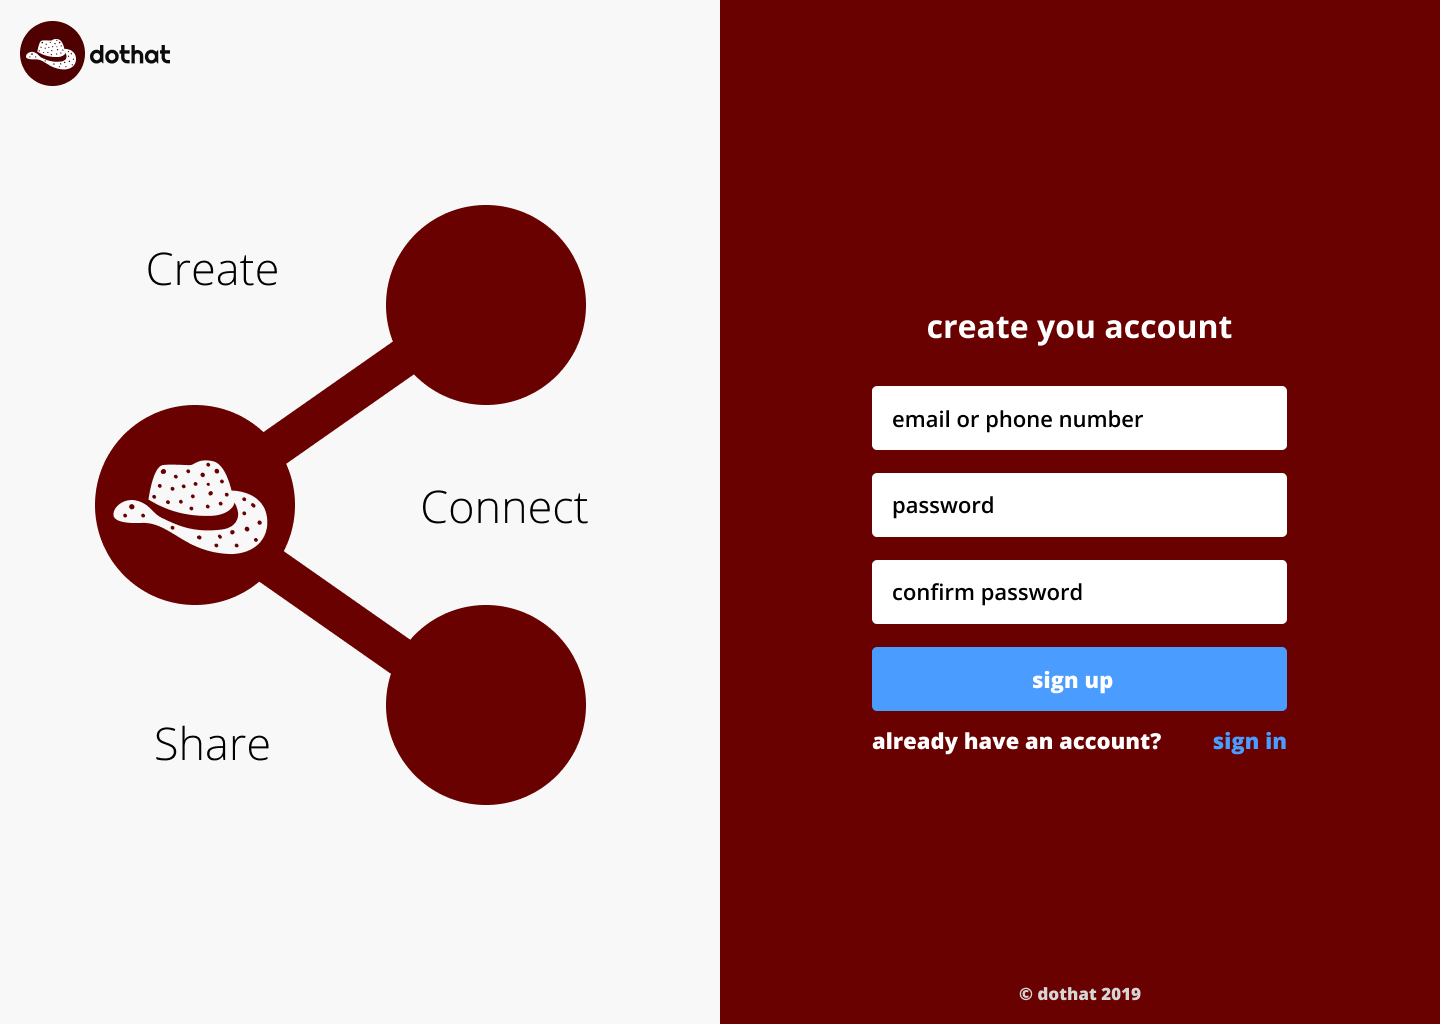 dothat
Create
Connect
Share
create you account
email or phone number
password
confirm password
sign up
already have an account? sign in
© dothat 2019